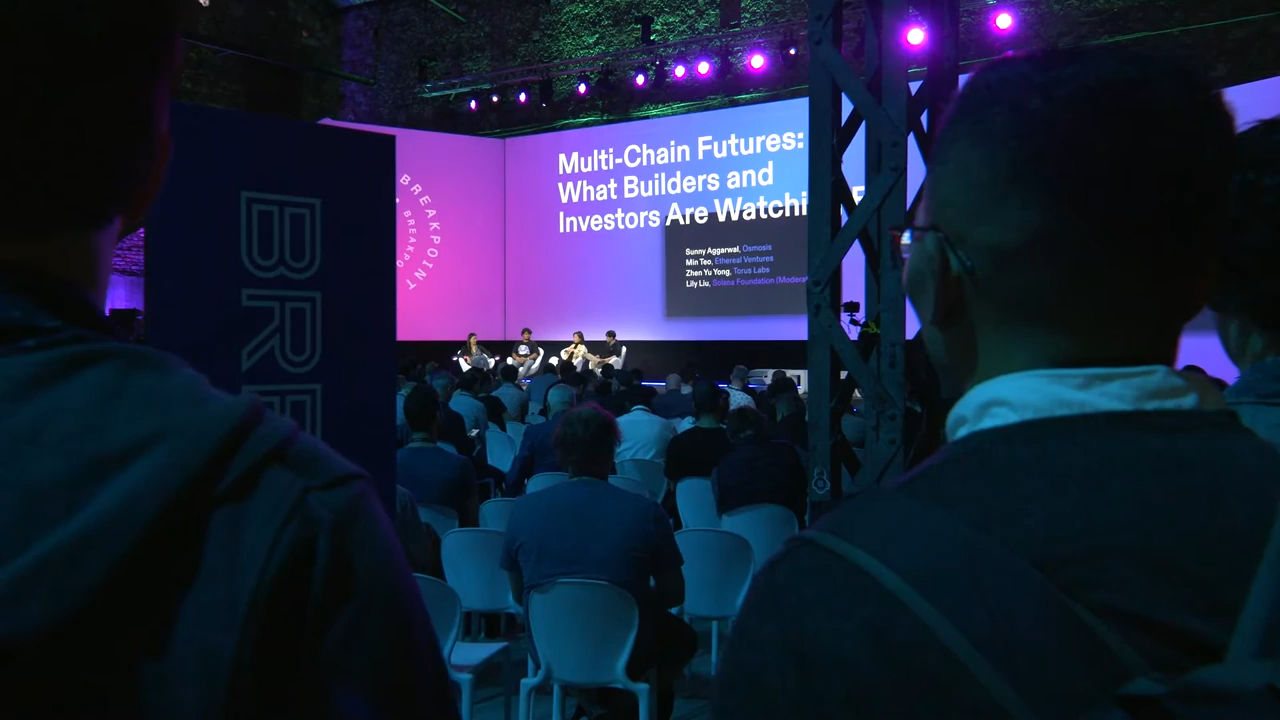 Multi-Chain Futures:
What Builders and
Investors Are Watchi
Sunny Aggarwal, Osmosis
Min Teo, Ethereal Ventures
Zhen Yu Yong, Torus Labs
Lily Liu, Solana Foundation (Modera
BREAKPOINT
BREAKPO
BRE